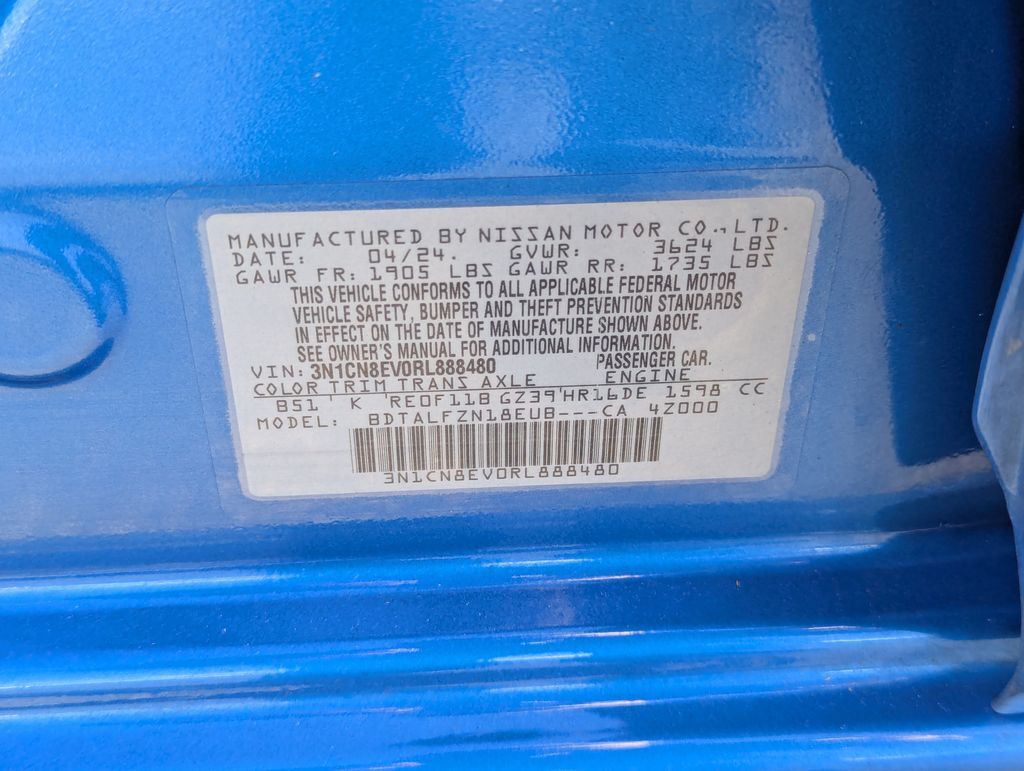 MANUFACTURED BY NISSAN MOTOR CO., LTD.
DATE: 04/24. GVWR: 3624 LBS
GAWR FR: 1905 LBS GAWR RR: 1735 LBS
THIS VEHICLE CONFORMS TO ALL APPLICABLE FEDERAL MOTOR
VEHICLE SAFETY, BUMPER AND THEFT PREVENTION STANDARDS
IN EFFECT ON THE DATE OF MANUFACTURE SHOWN ABOVE.
SEE OWNER'S MANUAL FOR ADDITIONAL INFORMATION.
VIN: 3N1CN8EV0RL888480 PASSENGER CAR.
COLOR TRIM TRANS AXLE ENGINE
B51' K 'RE0F11B GZ39'HR16DE 1598 CC
MODEL: BDTALFZN18EUB---CA 4Z000
3N1CN8EV0RL888480